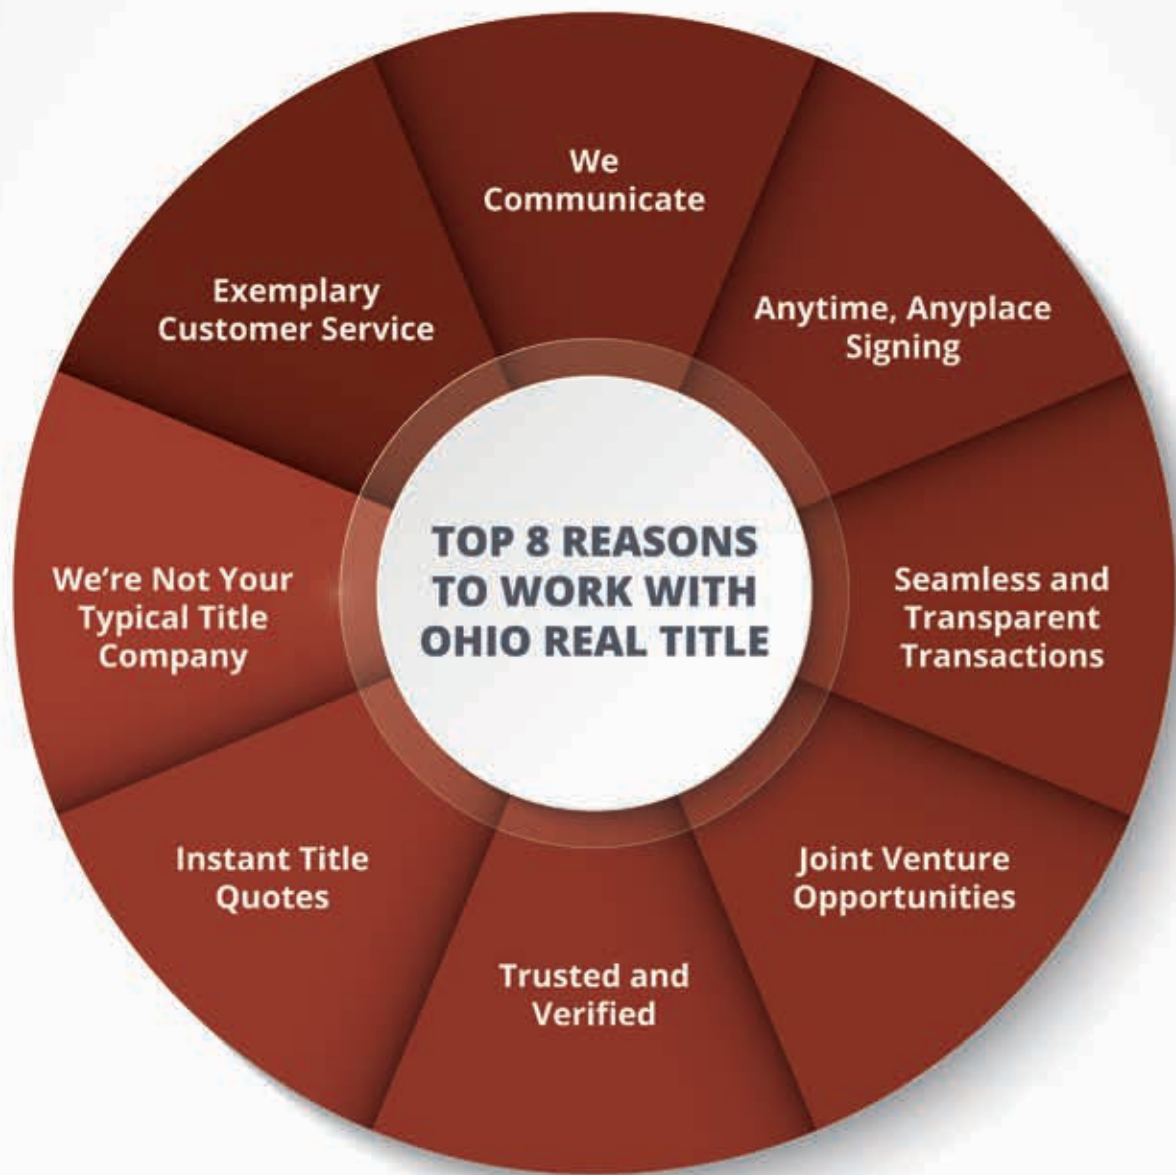 TOP 8 REASONS
TO WORK WITH
OHIO REAL TITLE
We
Communicate
Anytime, Anyplace
Signing
Seamless and
Transparent
Transactions
Joint Venture
Opportunities
Trusted and
Verified
Instant Title
Quotes
We’re Not Your
Typical Title
Company
Exemplary
Customer Service